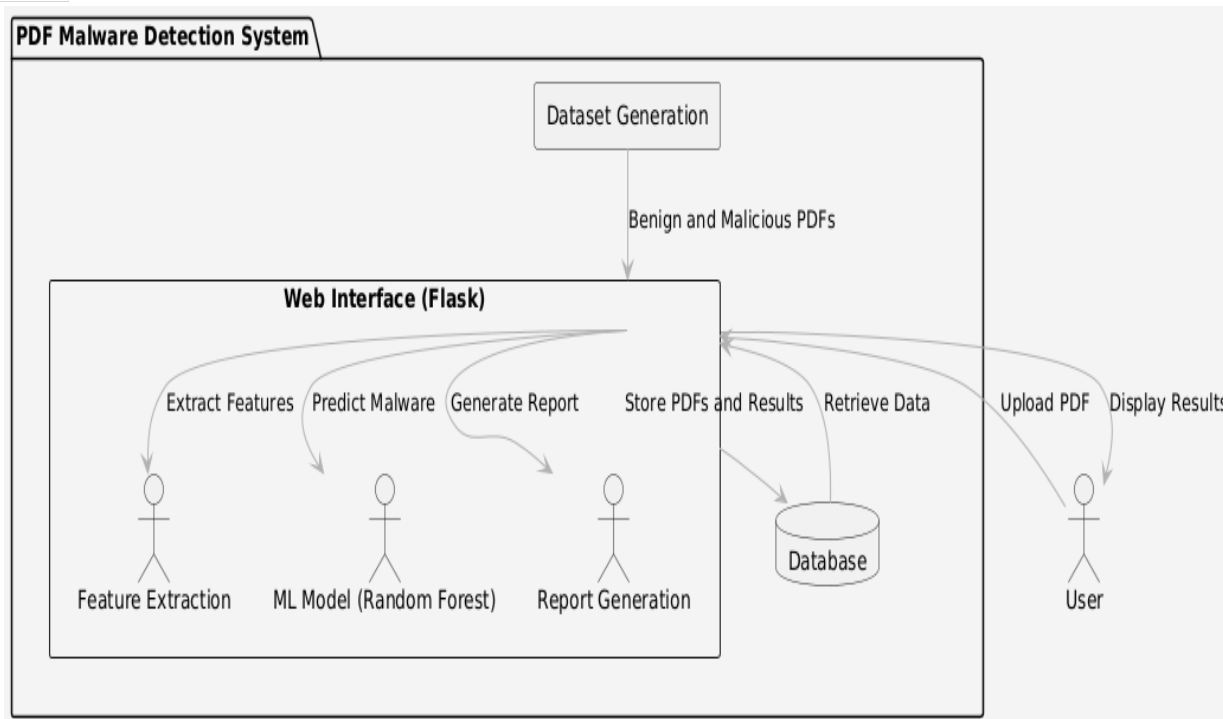 PDF Malware Detection System
Dataset Generation
Benign and Malicious PDFs
Web Interface (Flask)
Extract Features
Predict Malware
Generate Report
Store PDFs and Results
Retrieve Data
Upload PDF
Display Results
Feature Extraction
ML Model (Random Forest)
Report Generation
Database
User